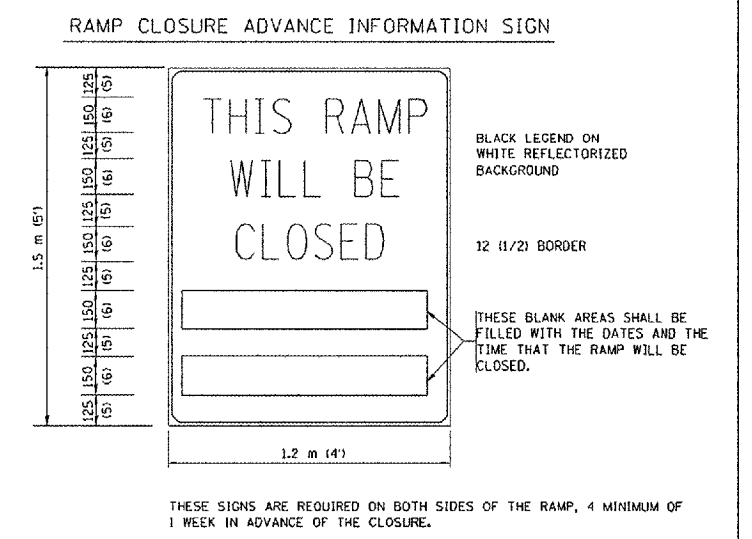 RAMP CLOSURE ADVANCE INFORMATION SIGN
125 (5)
150 (6)
125 (5)
150 (6)
125 (5)
150 (6)
125 (5)
150 (6)
125 (5)
150 (6)
125 (5)
1.5 m (5')
THIS RAMP
WILL BE
CLOSED
1.2 m (4')
BLACK LEGEND ON
WHITE REFLECTORIZED
BACKGROUND
12 (1/2) BORDER
THESE BLANK AREAS SHALL BE
FILLED WITH THE DATES AND THE
TIME THAT THE RAMP WILL BE
CLOSED.
THESE SIGNS ARE REQUIRED ON BOTH SIDES OF THE RAMP, 4 MINIMUM OF
1 WEEK IN ADVANCE OF THE CLOSURE.